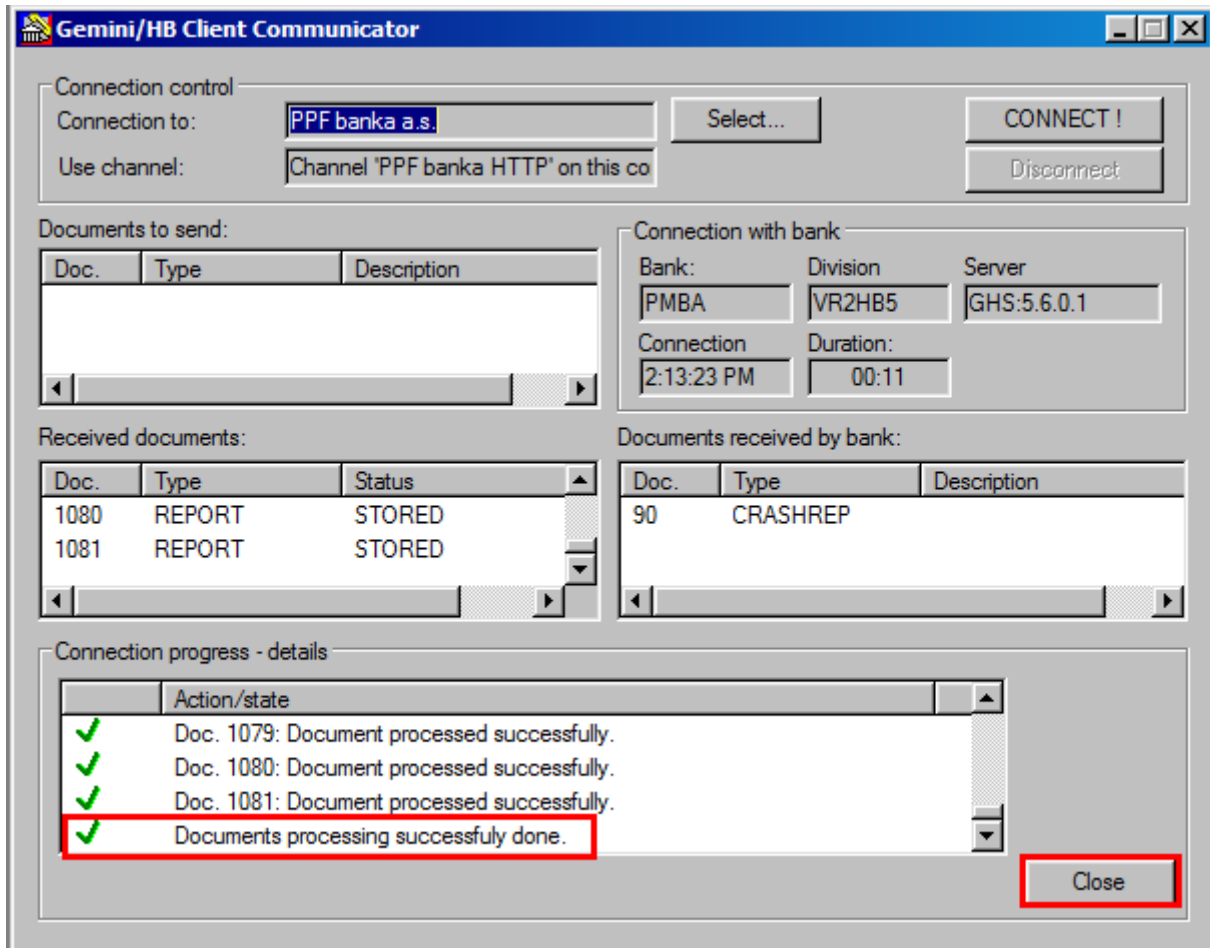 Gemini/HB Client Communicator
Connection control
Connection to: PPF banka a.s. Select... CONNECT !
Use channel: Channel 'PPF banka HTTP' on this co Disconnect
Documents to send:
Doc. Type Description
Connection with bank
Bank: Division Server
PMBA VR2HB5 GHS:5.6.0.1
Connection Duration:
2:13:23 PM 00:11
Received documents:
Doc. Type Status
1080 REPORT STORED
1081 REPORT STORED
Documents received by bank:
Doc. Type Description
90 CRASHREP
Connection progress - details
Action/state
Doc. 1079: Document processed successfully.
Doc. 1080: Document processed successfully.
Doc. 1081: Document processed successfully.
Documents processing successfuly done.
Close